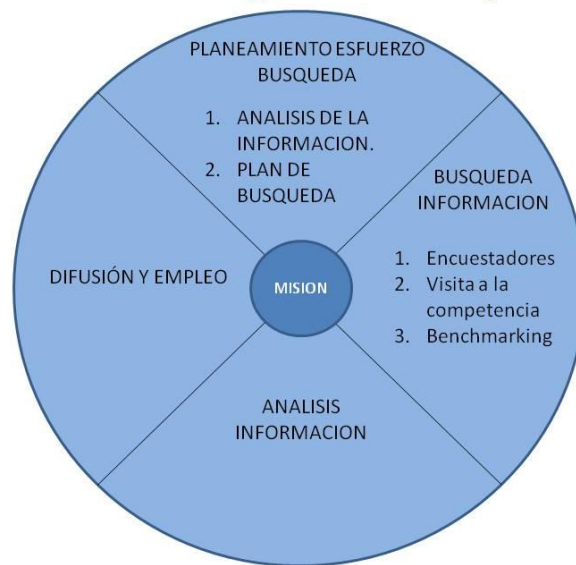 PLANEAMIENTO ESFUERZO
BUSQUEDA
1. ANALISIS DE LA
INFORMACION.
2. PLAN DE
BUSQUEDA
BUSQUEDA
INFORMACION
1. Encuestadores
2. Visita a la
competencia
3. Benchmarking
DIFUSIÓN Y EMPLEO
MISION
ANALISIS
INFORMACION